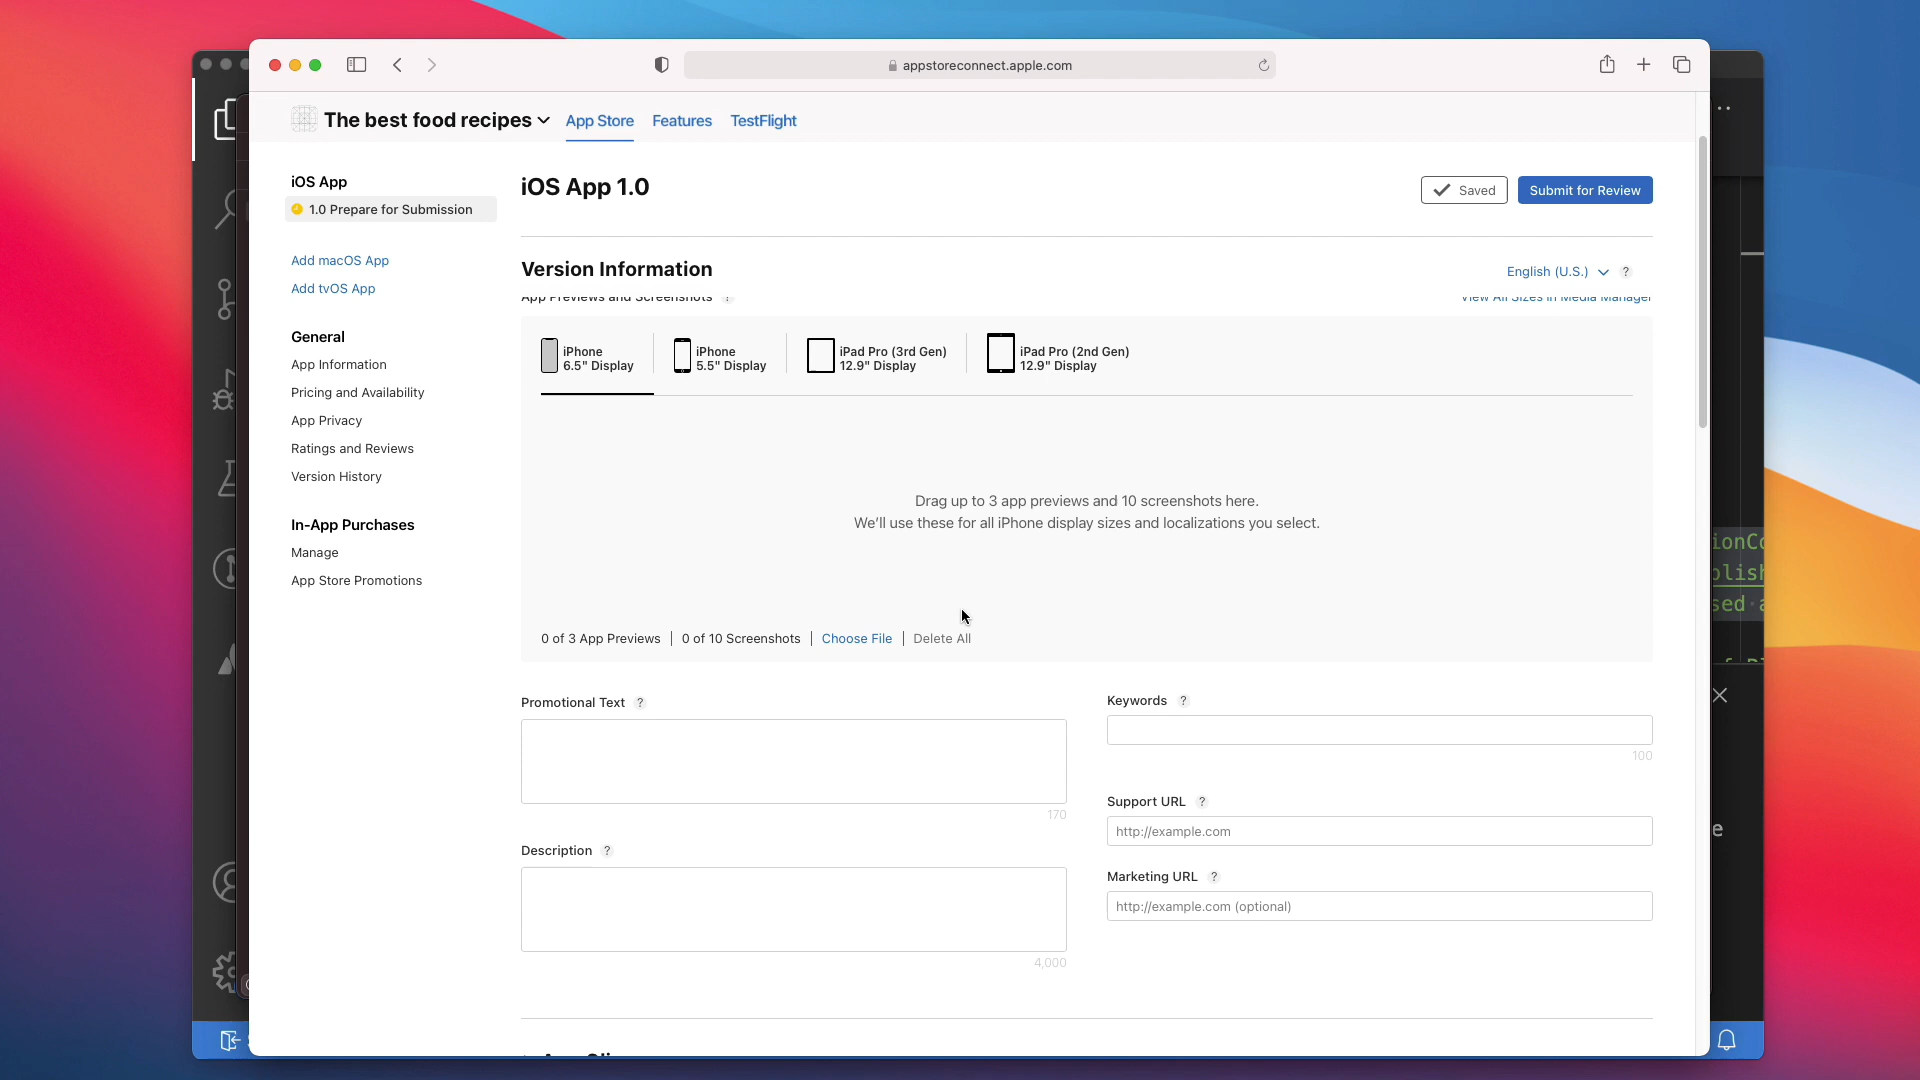 appstoreconnect.apple.com
The best food recipes
App Store
Features
TestFlight
iOS App
1.0 Prepare for Submission
Add macOS App
Add tvOS App
General
App Information
Pricing and Availability
App Privacy
Ratings and Reviews
Version History
In-App Purchases
Manage
App Store Promotions
iOS App 1.0
Saved
Submit for Review
Version Information
English (U.S.)
?
App Previews and Screenshots ?
View All Sizes in Media Manager
iPhone
6.5" Display
iPhone
5.5" Display
iPad Pro (3rd Gen)
12.9" Display
iPad Pro (2nd Gen)
12.9" Display
Drag up to 3 app previews and 10 screenshots here.
We'll use these for all iPhone display sizes and localizations you select.
0 of 3 App Previews
0 of 10 Screenshots
Choose File
Delete All
Promotional Text ?
170
Description ?
4,000
Keywords ?
100
Support URL ?
http://example.com
Marketing URL ?
http://example.com (optional)
ionCo
blish
sed a
e